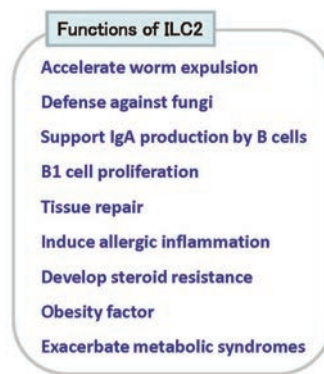 Functions of ILC2
Accelerate worm expulsion
Defense against fungi
Support IgA production by B cells
B1 cell proliferation
Tissue repair
Induce allergic inflammation
Develop steroid resistance
Obesity factor
Exacerbate metabolic syndromes